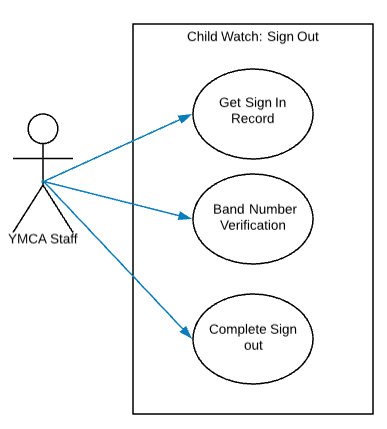 Child Watch: Sign Out
Get Sign In
Record
Band Number
Verification
YMCA Staff
Complete Sign
out